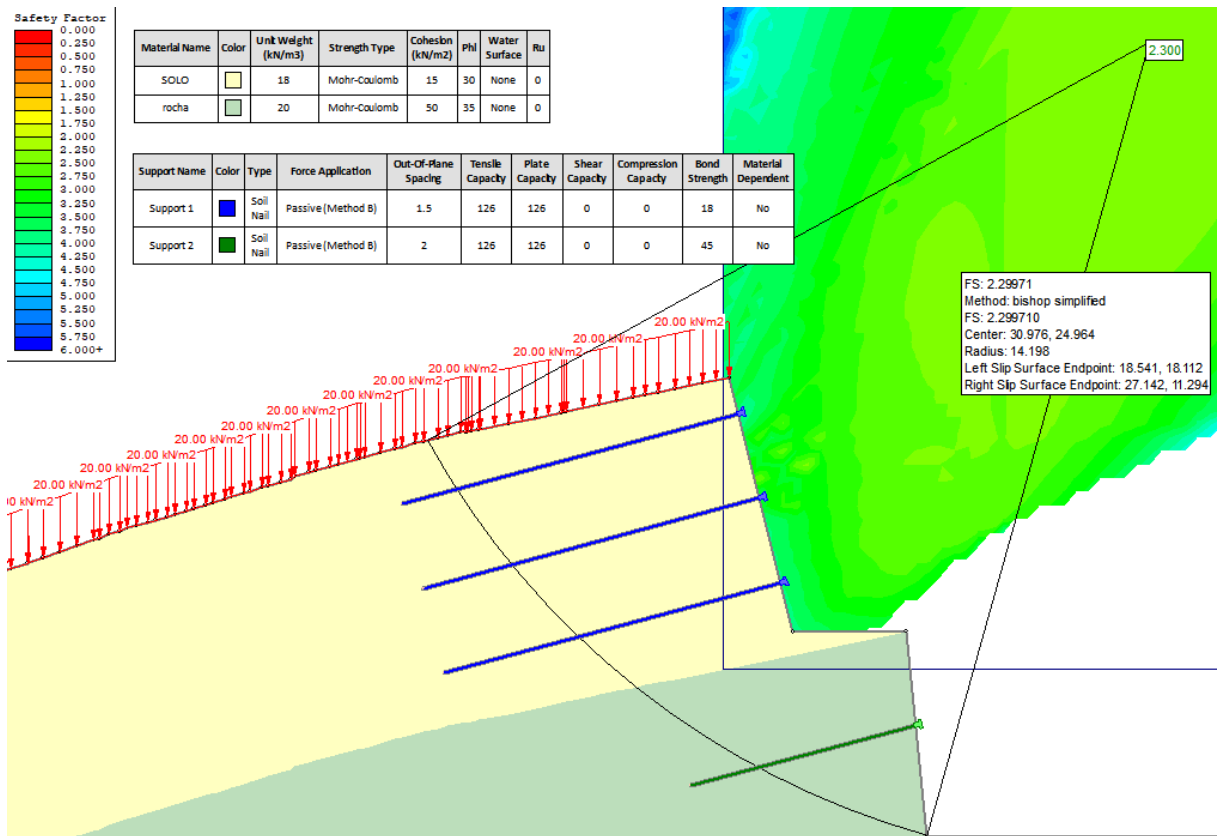 Safety Factor
0.000
0.250
0.500
0.750
1.000
1.250
1.500
1.750
2.000
2.250
2.500
2.750
3.000
3.250
3.500
3.750
4.000
4.250
4.500
4.750
5.000
5.250
5.500
5.750
6.000+
Material Name Color Unit Weight (kN/m3) Strength Type Cohesion (kN/m2) Phi Water Surface Ru
SOLO 18 Mohr-Coulomb 15 30 None 0
rocha 20 Mohr-Coulomb 50 35 None 0
Support Name Color Type Force Application Out-Of-Plane Spacing Tensile Capacity Plate Capacity Shear Capacity Compression Capacity Bond Strength Material Dependent
Support 1 Soil Nail Passive (Method B) 1.5 126 126 0 0 18 No
Support 2 Soil Nail Passive (Method B) 2 126 126 0 0 45 No
2.300
FS: 2.29971
Method: bishop simplified
FS: 2.299710
Center: 30.976, 24.964
Radius: 14.198
Left Slip Surface Endpoint: 18.541, 18.112
Right Slip Surface Endpoint: 27.142, 11.294
20.00 kN/m2
20.00 kN/m2
20.00 kN/m2
20.00 kN/m2
20.00 kN/m2
20.00 kN/m2
20.00 kN/m2
20.00 kN/m2
20.00 kN/m2
00 kN/m2